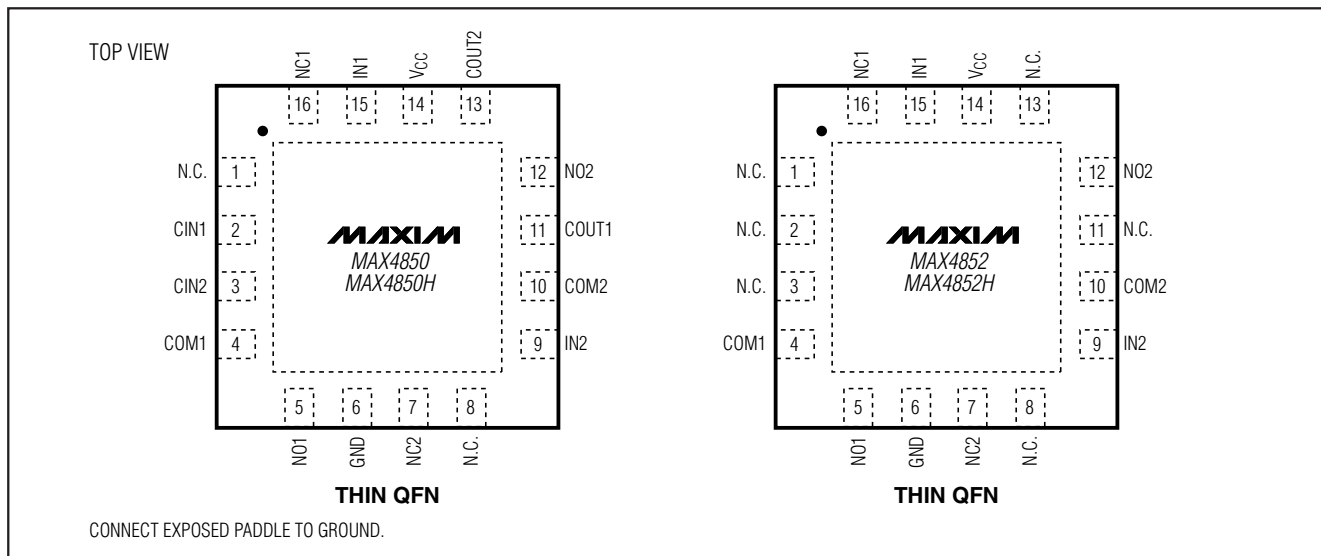 TOP VIEW
NC1 IN1 VCC COUT2
16 15 14 13
N.C. 1 12 NO2
CIN1 2 11 COUT1
CIN2 3 10 COM2
COM1 4 9 IN2
MAXIM
MAX4850
MAX4850H
5 6 7 8
NO1 GND NC2 N.C.
THIN QFN
NC1 IN1 VCC N.C.
16 15 14 13
N.C. 1 12 NO2
N.C. 2 11 N.C.
N.C. 3 10 COM2
COM1 4 9 IN2
MAXIM
MAX4852
MAX4852H
5 6 7 8
NO1 GND NC2 N.C.
THIN QFN
CONNECT EXPOSED PADDLE TO GROUND.